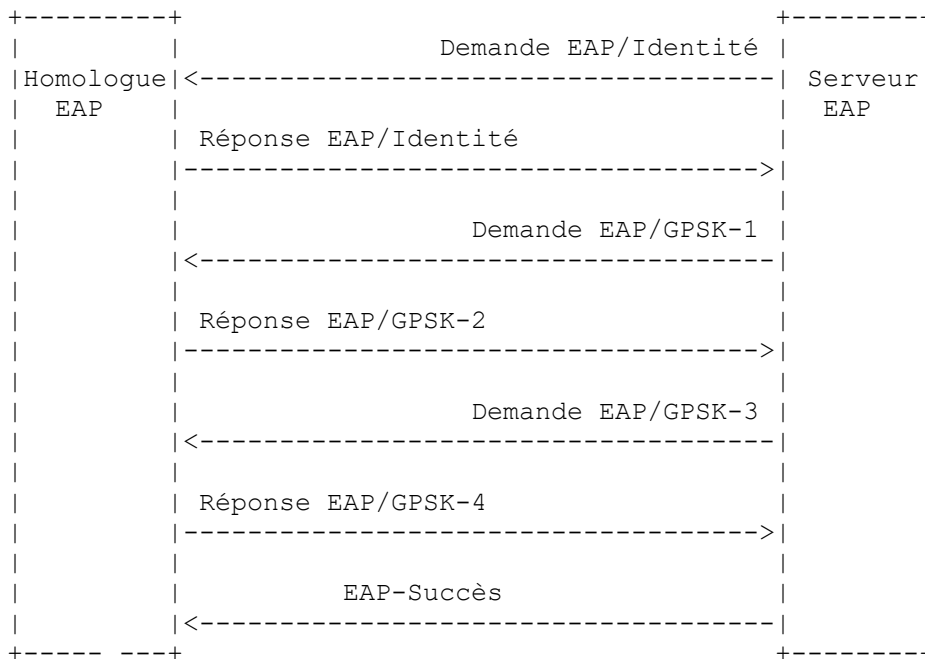 Demande EAP/Identité
Homologue Serveur
EAP EAP
Réponse EAP/Identité
Demande EAP/GPSK-1
Réponse EAP/GPSK-2
Demande EAP/GPSK-3
Réponse EAP/GPSK-4
EAP-Succès